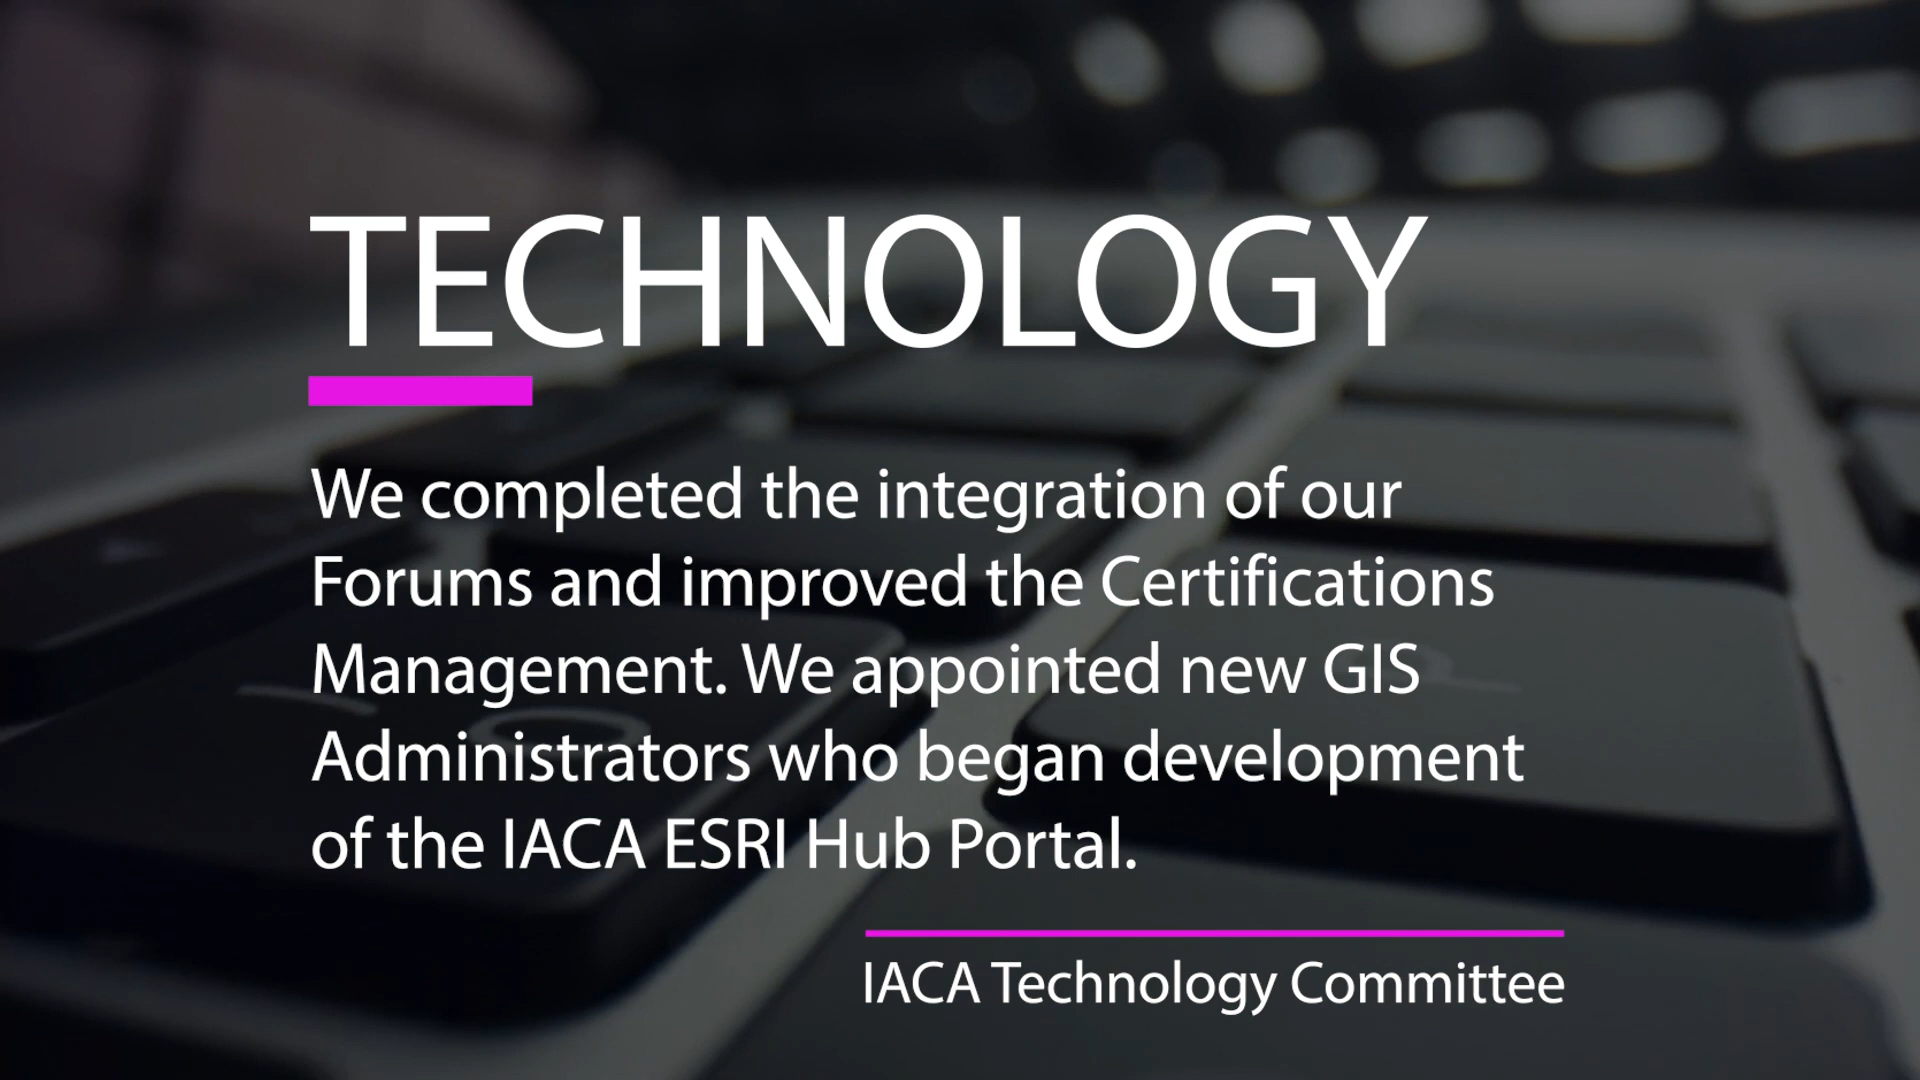 TECHNOLOGY
We completed the integration of our
Forums and improved the Certifications
Management. We appointed new GIS
Administrators who began development
of the IACA ESRI Hub Portal.
IACA Technology Committee